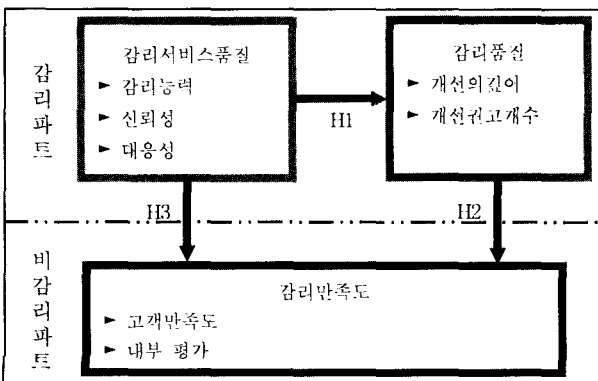 감리파트
감리서비스품질
► 감리능력
► 신뢰성
► 대응성
H1
감리품질
► 개선의깊이
► 개선권고개수
H3
H2
비감리파트
감리만족도
► 고객만족도
► 내부 평가